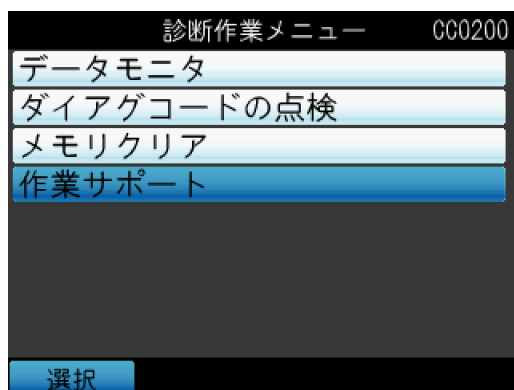 診断作業メニュー CC0200
データモニタ
ダイアグコードの点検
メモリクリア
作業サポート
選択